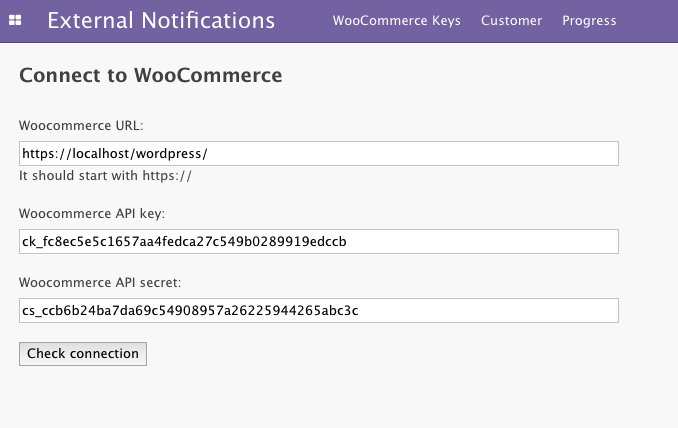 External Notifications WooCommerce Keys Customer Progress
Connect to WooCommerce
Woocommerce URL:
https://localhost/wordpress/
It should start with https://
Woocommerce API key:
ck_fc8ec5e5c1657aa4fedca27c549b0289919edccb
Woocommerce API secret:
cs_ccb6b24ba7da69c54908957a26225944265abc3c
Check connection